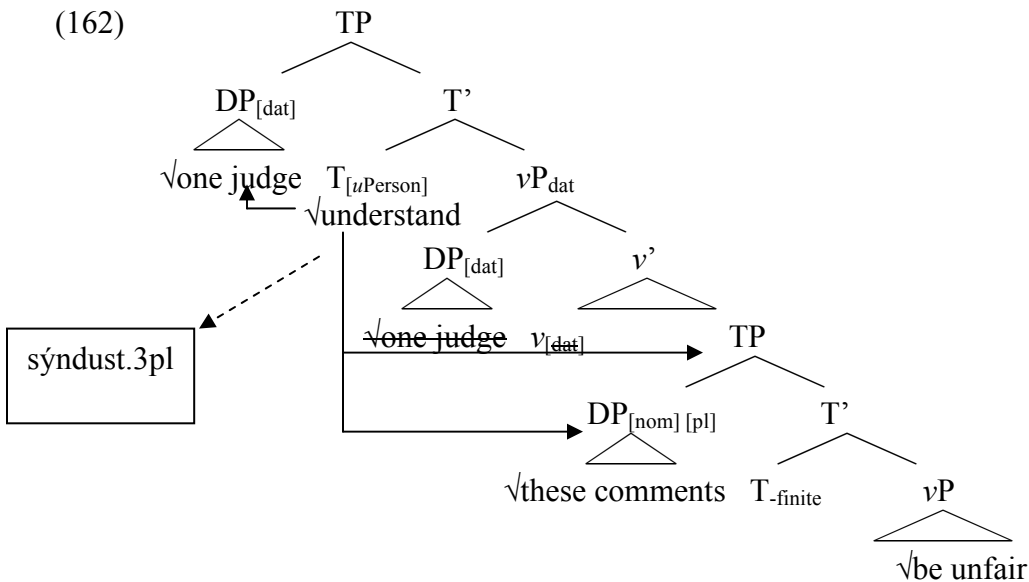 (162) TP
DP[dat] T’
√one judge T[uPerson] vPdat
√understand
DP[dat] v’
sýndust.3pl
√one judge v[dat] TP
DP[nom] [pl] T’
√these comments T-finite vP
√be unfair